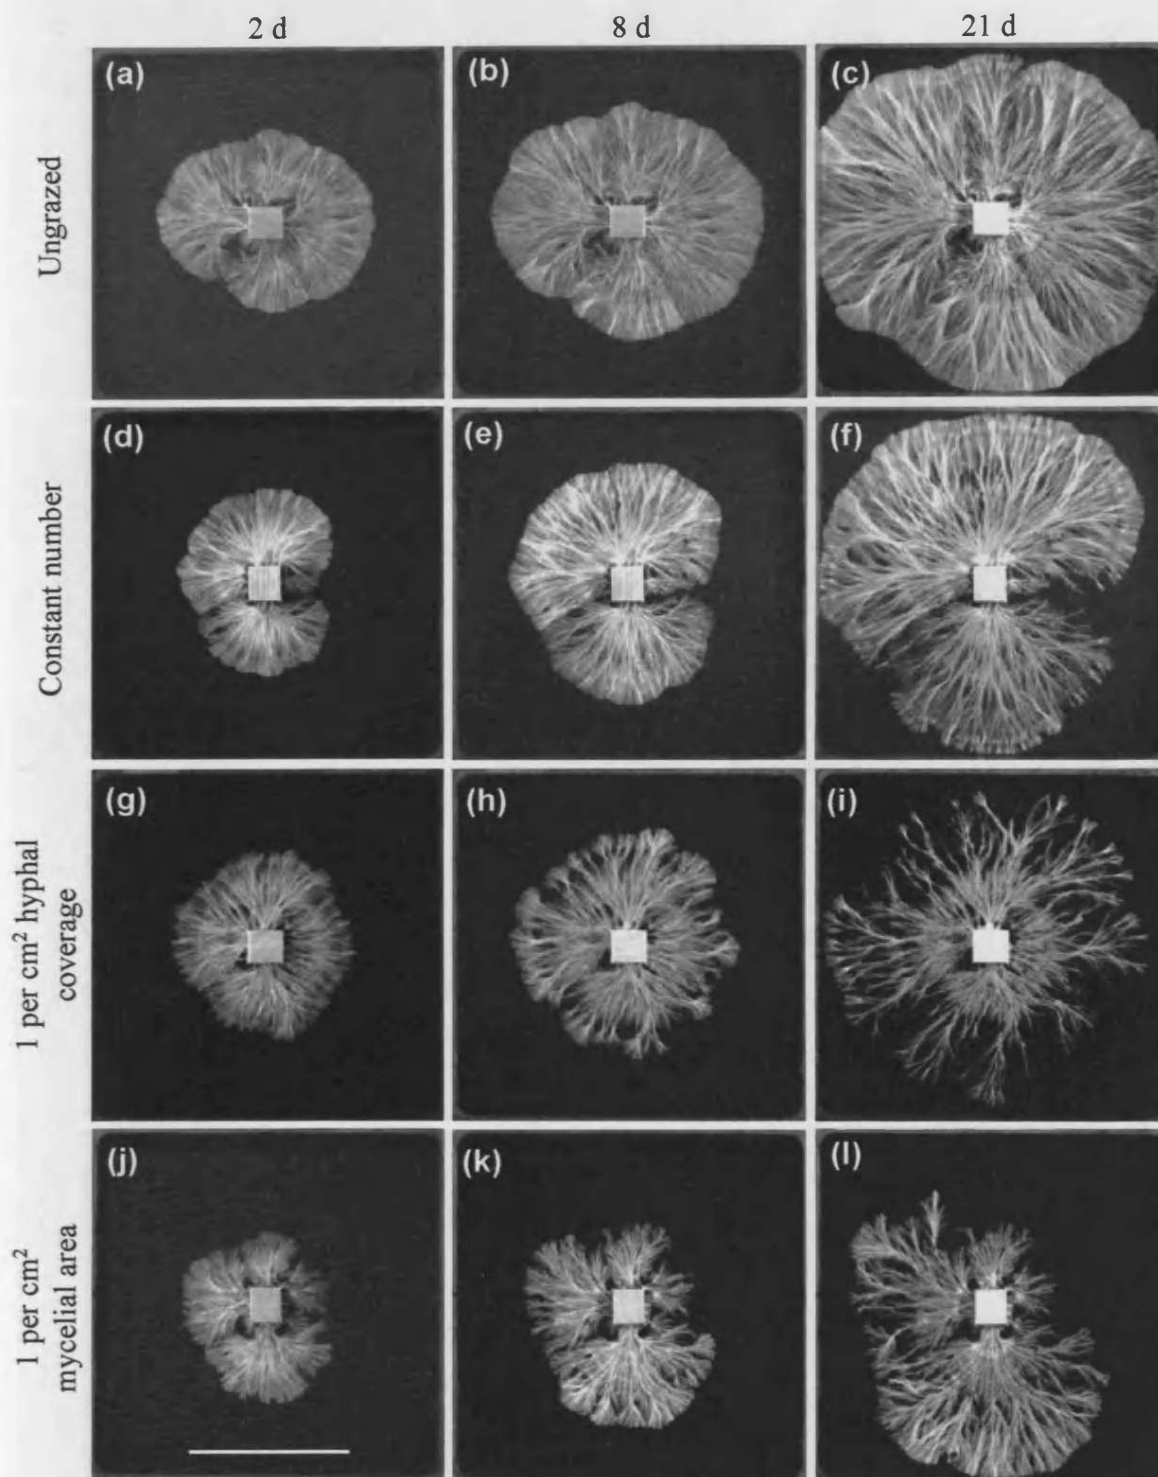 2 d
8 d
21 d
Ungrazed
(a)
(b)
(c)
Constant number
(d)
(e)
(f)
1 per cm² hyphal
coverage
(g)
(h)
(i)
1 per cm²
mycelial area
(j)
(k)
(l)